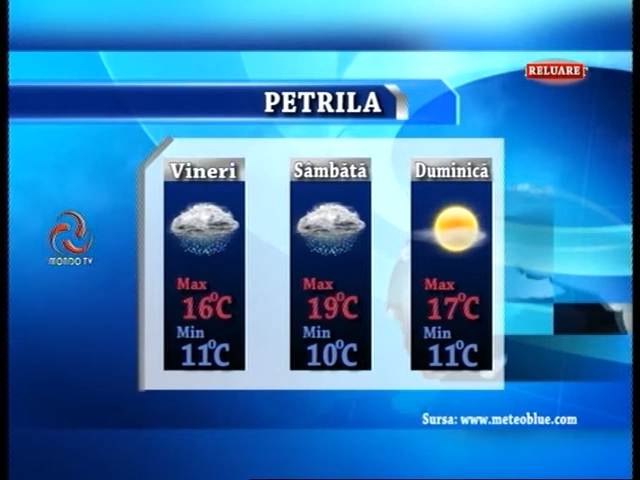 RELUARE
PETRILA
Vineri
Sâmbătă
Duminică
MONDO TV
Max
16°C
Min
11°C
Max
19°C
Min
10°C
Max
17°C
Min
11°C
Sursa: www.meteoblue.com